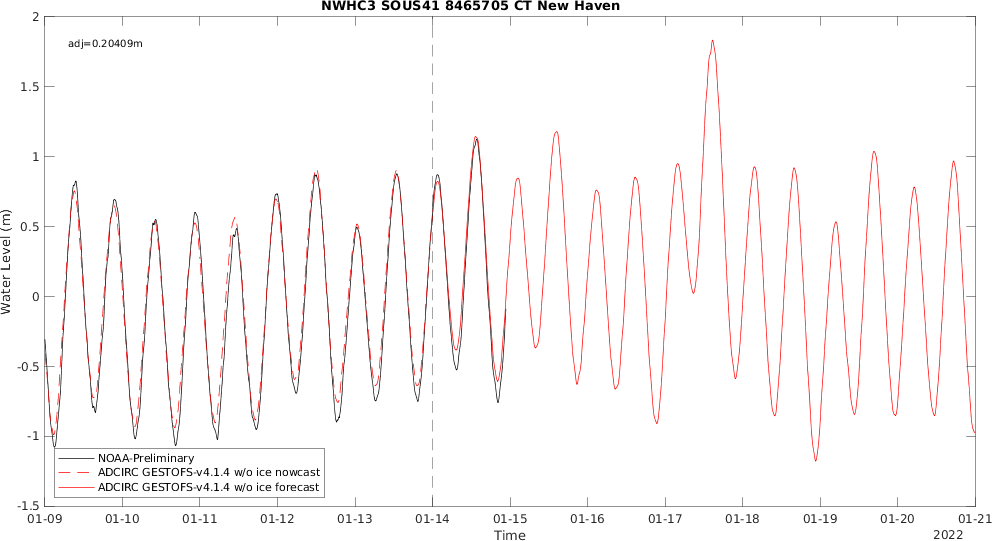 NWHC3 SOUS41 8465705 CT New Haven
adj=0.20409m
Water Level (m)
2
1.5
1
0.5
0
-0.5
-1
-1.5
NOAA-Preliminary
ADCIRC GESTOFS-v4.1.4 w/o ice nowcast
ADCIRC GESTOFS-v4.1.4 w/o ice forecast
01-09 01-10 01-11 01-12 01-13 01-14 01-15 01-16 01-17 01-18 01-19 01-20 01-21
Time
2022